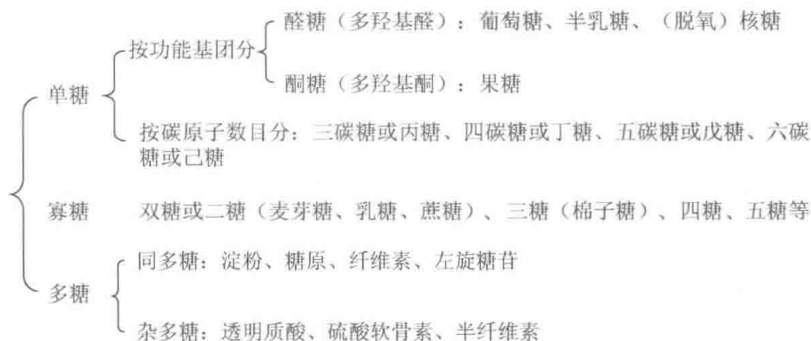 醛糖（多羟基醛）：葡萄糖、半乳糖、（脱氧）核糖
按功能基团分
酮糖（多羟基酮）：果糖
单糖
按碳原子数目分：三碳糖或丙糖、四碳糖或丁糖、五碳糖或戊糖、六碳
糖或己糖
寡糖 双糖或二糖（麦芽糖、乳糖、蔗糖）、三糖（棉子糖）、四糖、五糖等
同多糖：淀粉、糖原、纤维素、左旋糖苷
多糖
杂多糖：透明质酸、硫酸软骨素、半纤维素